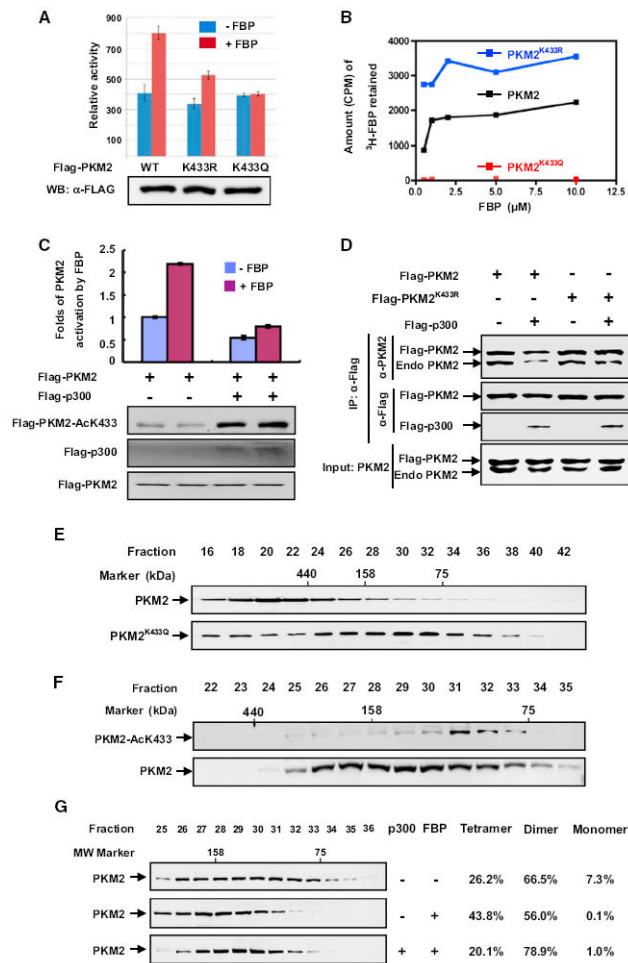 A
900
700
500
300
Relative activity
- FBP
+ FBP
Flag-PKM2 WT K433R K433Q
WB: α-FLAG
B
4000
3000
2000
1000
0
Amount (CPM) of
³H-FBP retained
PKM2K433R
PKM2
PKM2K433Q
0.0 2.5 5.0 7.5 10.0 12.5
FBP (µM)
C
2.5
2
1.5
1
0.5
0
Folds of PKM2
activation by FBP
- FBP
+ FBP
Flag-PKM2 + + + +
Flag-p300 - - + +
Flag-PKM2-AcK433
Flag-p300
Flag-PKM2
D
Flag-PKM2 + + - -
Flag-PKM2K433R - - + +
Flag-p300 - + - +
IP: α-Flag
α-PKM2
Flag-PKM2
Endo PKM2
α-Flag
Flag-PKM2
Flag-p300
Input: PKM2
Flag-PKM2
Endo PKM2
E
Fraction 16 18 20 22 24 26 28 30 32 34 36 38 40 42
Marker (kDa) 440 158 75
PKM2
PKM2K433Q
F
Fraction 22 23 24 25 26 27 28 29 30 31 32 33 34 35
Marker (kDa) 440 158 75
PKM2-AcK433
PKM2
G
Fraction 25 26 27 28 29 30 31 32 33 34 35 36 p300 FBP Tetramer Dimer Monomer
MW Marker 158 75
PKM2 - - 26.2% 66.5% 7.3%
PKM2 - + 43.8% 56.0% 0.1%
PKM2 + + 20.1% 78.9% 1.0%